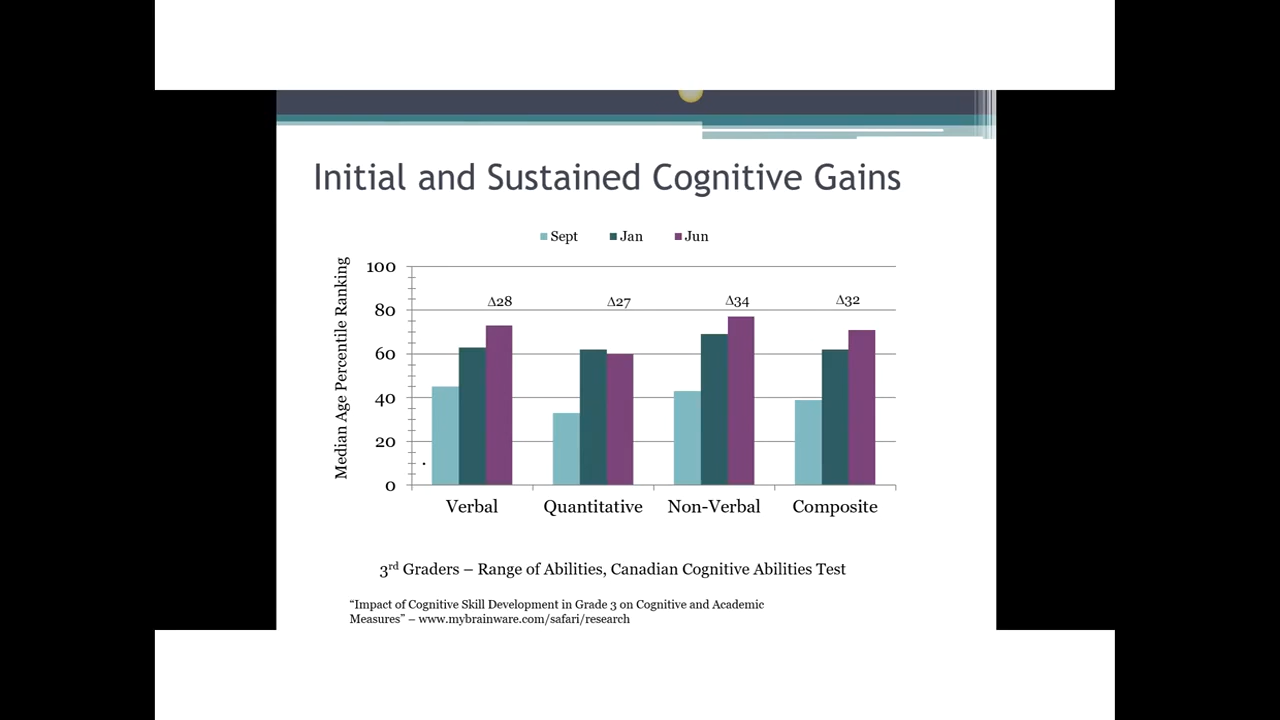 Initial and Sustained Cognitive Gains
Sept Jan Jun
Median Age Percentile Ranking
100
80
60
40
20
0
Δ28 Δ27 Δ34 Δ32
Verbal Quantitative Non-Verbal Composite
3rd Graders – Range of Abilities, Canadian Cognitive Abilities Test
“Impact of Cognitive Skill Development in Grade 3 on Cognitive and Academic
Measures” – www.mybrainware.com/safari/research